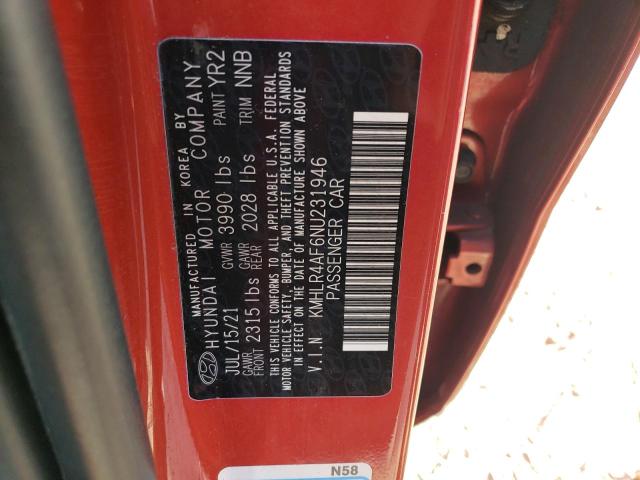 MANUFACTURED IN KOREA BY
HYUNDAI MOTOR COMPANY
JUL/15/21 GVWR 3990 lbs PAINT YR2
GAWR FRONT 2315 lbs GAWR REAR 2028 lbs TRIM NNB
THIS VEHICLE CONFORMS TO ALL APPLICABLE U.S.A. FEDERAL
MOTOR VEHICLE SAFETY, BUMPER, AND THEFT PREVENTION STANDARDS
IN EFFECT ON THE DATE OF MANUFACTURE SHOWN ABOVE
V.I.N KMHLR4AF6NU231946
PASSENGER CAR
N58